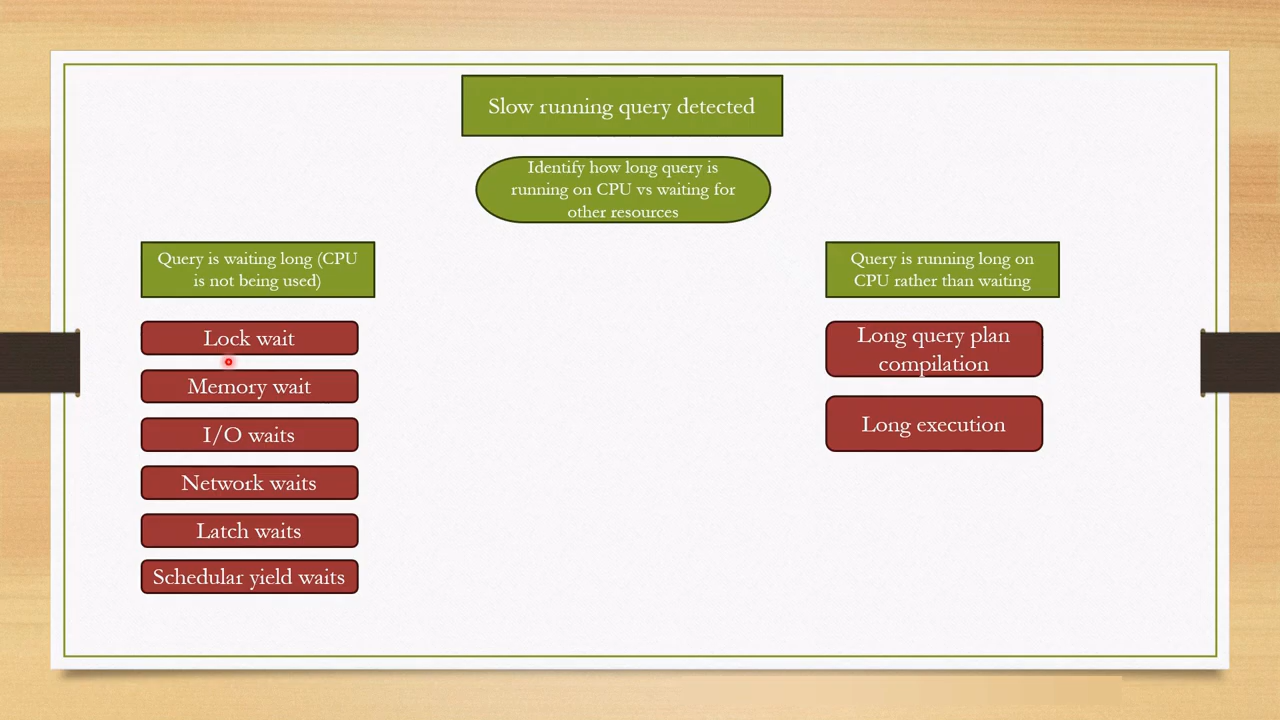 Slow running query detected
Identify how long query is
running on CPU vs waiting for
other resources
Query is waiting long (CPU
is not being used)
Lock wait
Memory wait
I/O waits
Network waits
Latch waits
Schedular yield waits
Query is running long on
CPU rather than waiting
Long query plan
compilation
Long execution